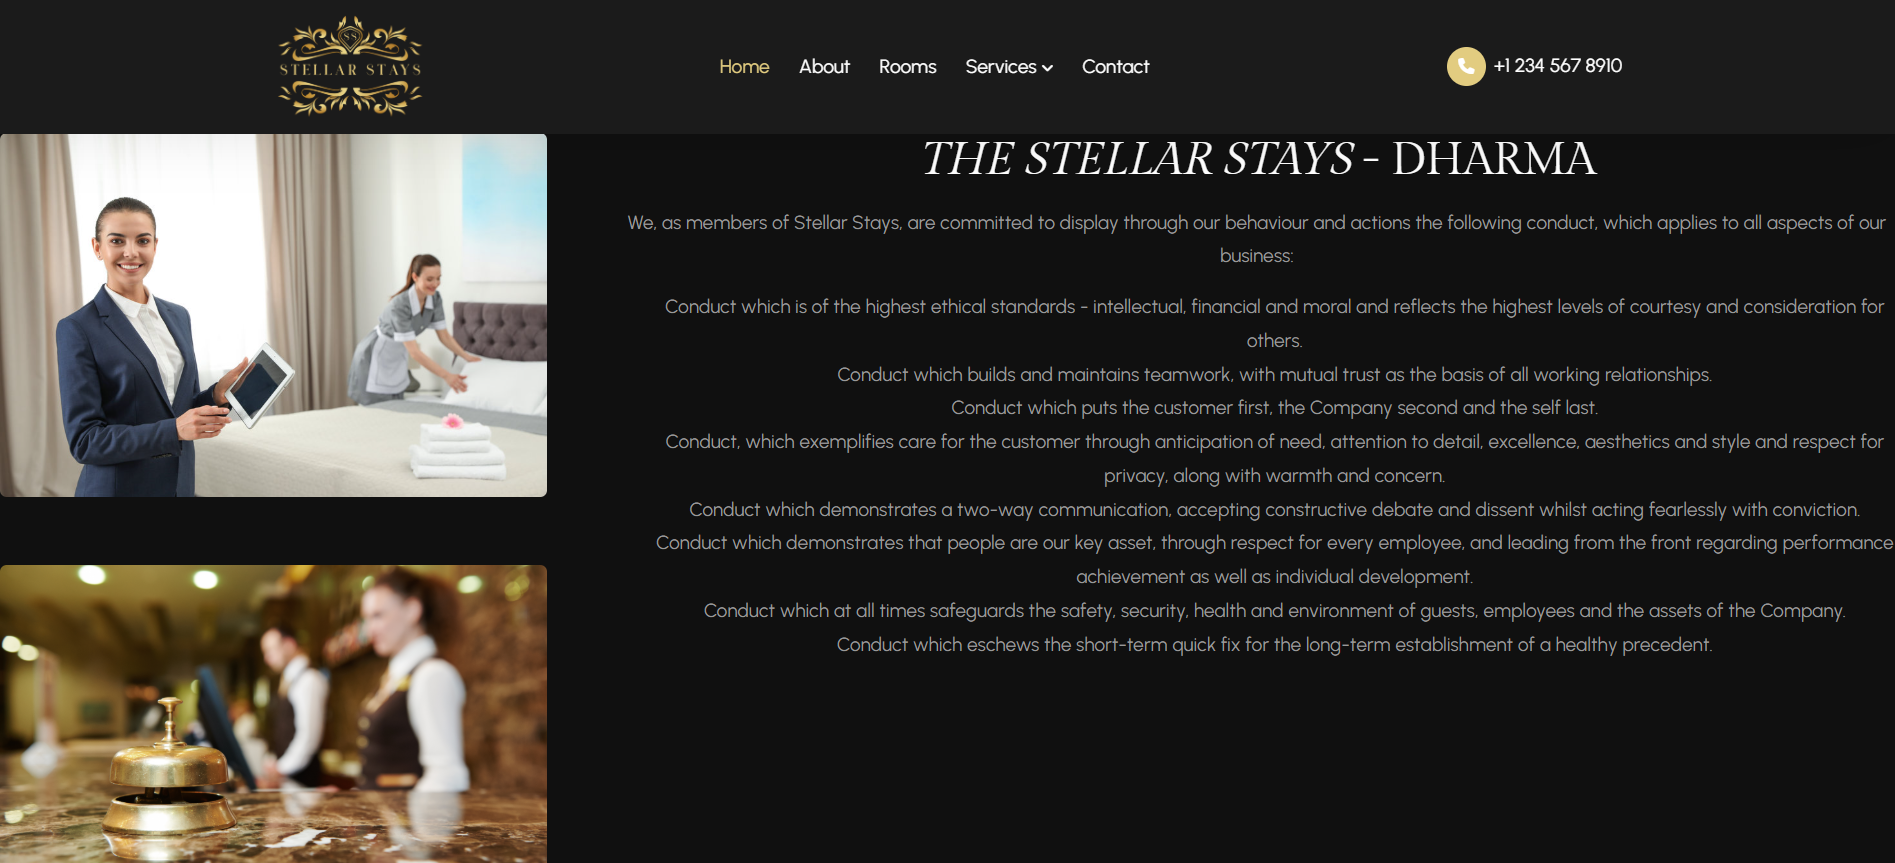 SS
STELLAR STAYS
Home About Rooms Services Contact
+1 234 567 8910
THE STELLAR STAYS - DHARMA
We, as members of Stellar Stays, are committed to display through our behaviour and actions the following conduct, which applies to all aspects of our
business:
Conduct which is of the highest ethical standards - intellectual, financial and moral and reflects the highest levels of courtesy and consideration for
others.
Conduct which builds and maintains teamwork, with mutual trust as the basis of all working relationships.
Conduct which puts the customer first, the Company second and the self last.
Conduct, which exemplifies care for the customer through anticipation of need, attention to detail, excellence, aesthetics and style and respect for
privacy, along with warmth and concern.
Conduct which demonstrates a two-way communication, accepting constructive debate and dissent whilst acting fearlessly with conviction.
Conduct which demonstrates that people are our key asset, through respect for every employee, and leading from the front regarding performance
achievement as well as individual development.
Conduct which at all times safeguards the safety, security, health and environment of guests, employees and the assets of the Company.
Conduct which eschews the short-term quick fix for the long-term establishment of a healthy precedent.